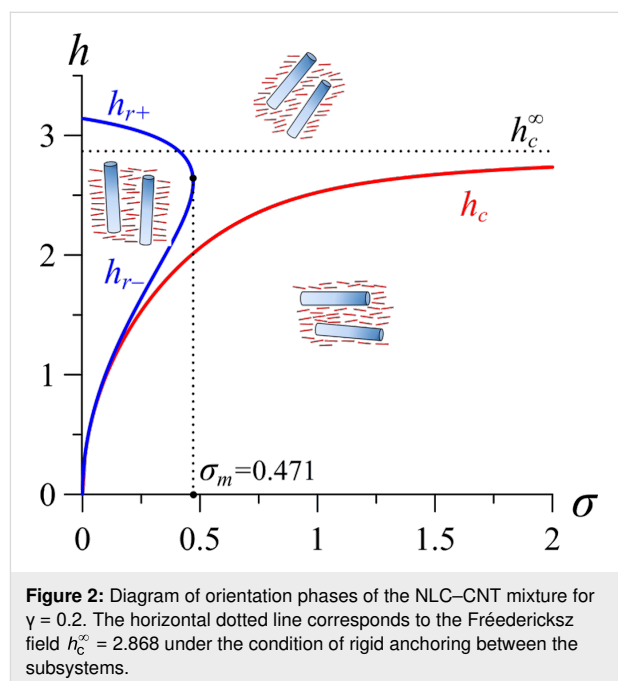 h
h_{r+}
3
h_c^∞
h_c
2
h_{r−}
1
σ_m=0.471
0
σ
0 0.5 1 1.5 2
Figure 2: Diagram of orientation phases of the NLC–CNT mixture for
γ = 0.2. The horizontal dotted line corresponds to the Fréedericksz
field h_c^∞ = 2.868 under the condition of rigid anchoring between the
subsystems.